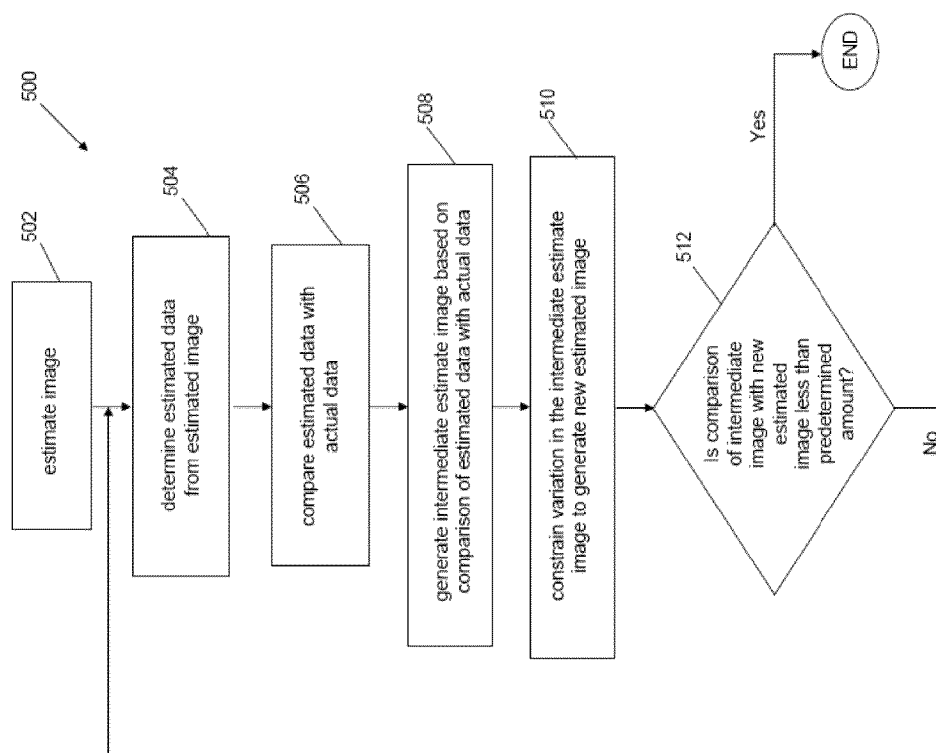 500
502
estimate image
504
determine estimated data
from estimated image
506
compare estimated data with
actual data
508
generate intermediate estimate image based on
comparison of estimated data with actual data
510
constrain variation in the intermediate estimate
image to generate new estimated image
512
Is comparison
of intermediate
image with new
estimated
image less than
predetermined
amount?
Yes
END
No